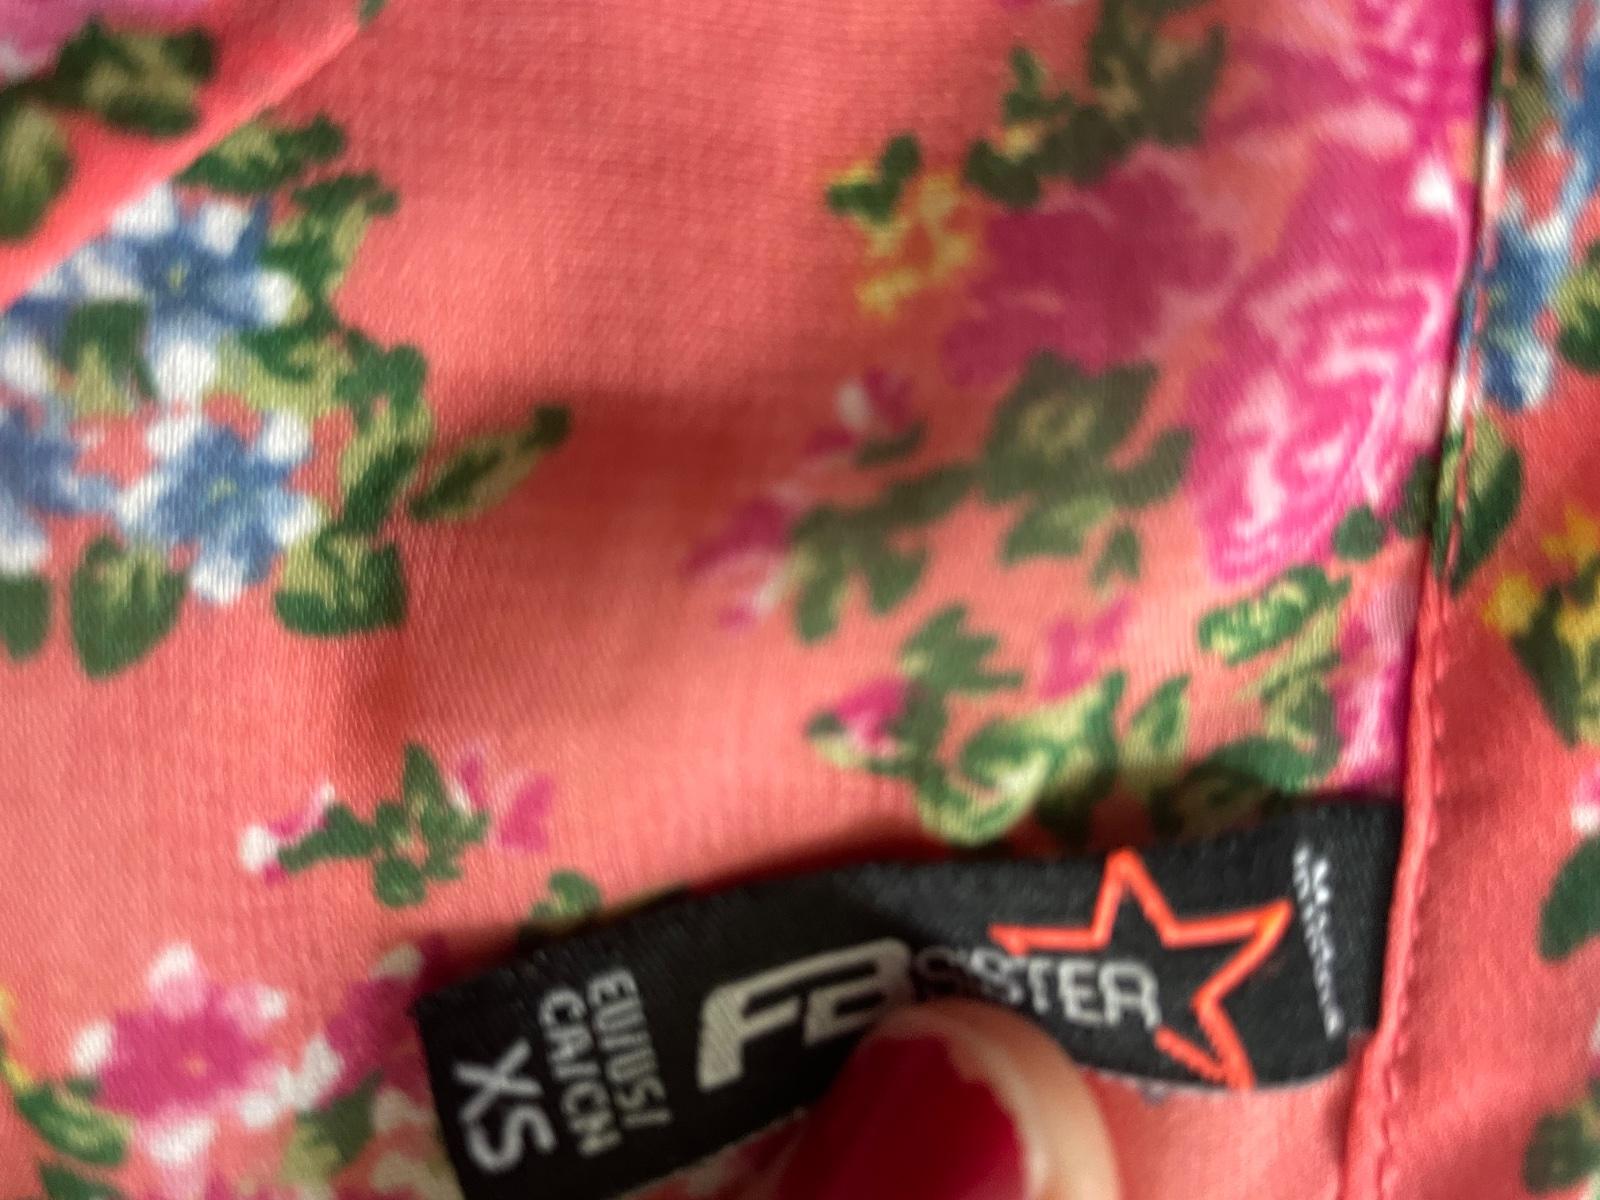 FB SISTER
EU/US/
CA/CN
XS